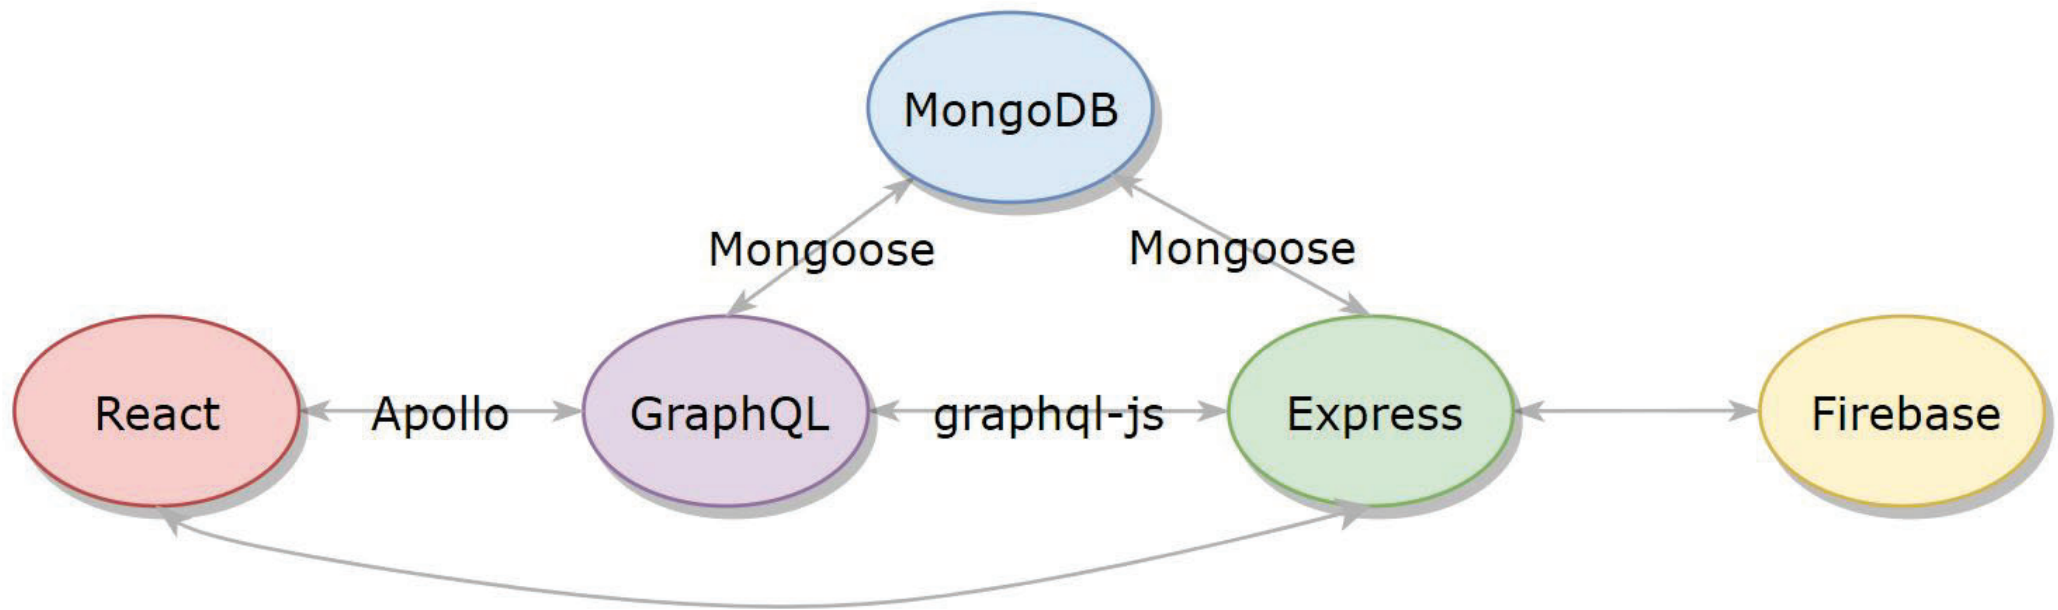 MongoDB
Mongoose
Mongoose
React
Apollo
GraphQL
graphql-js
Express
Firebase